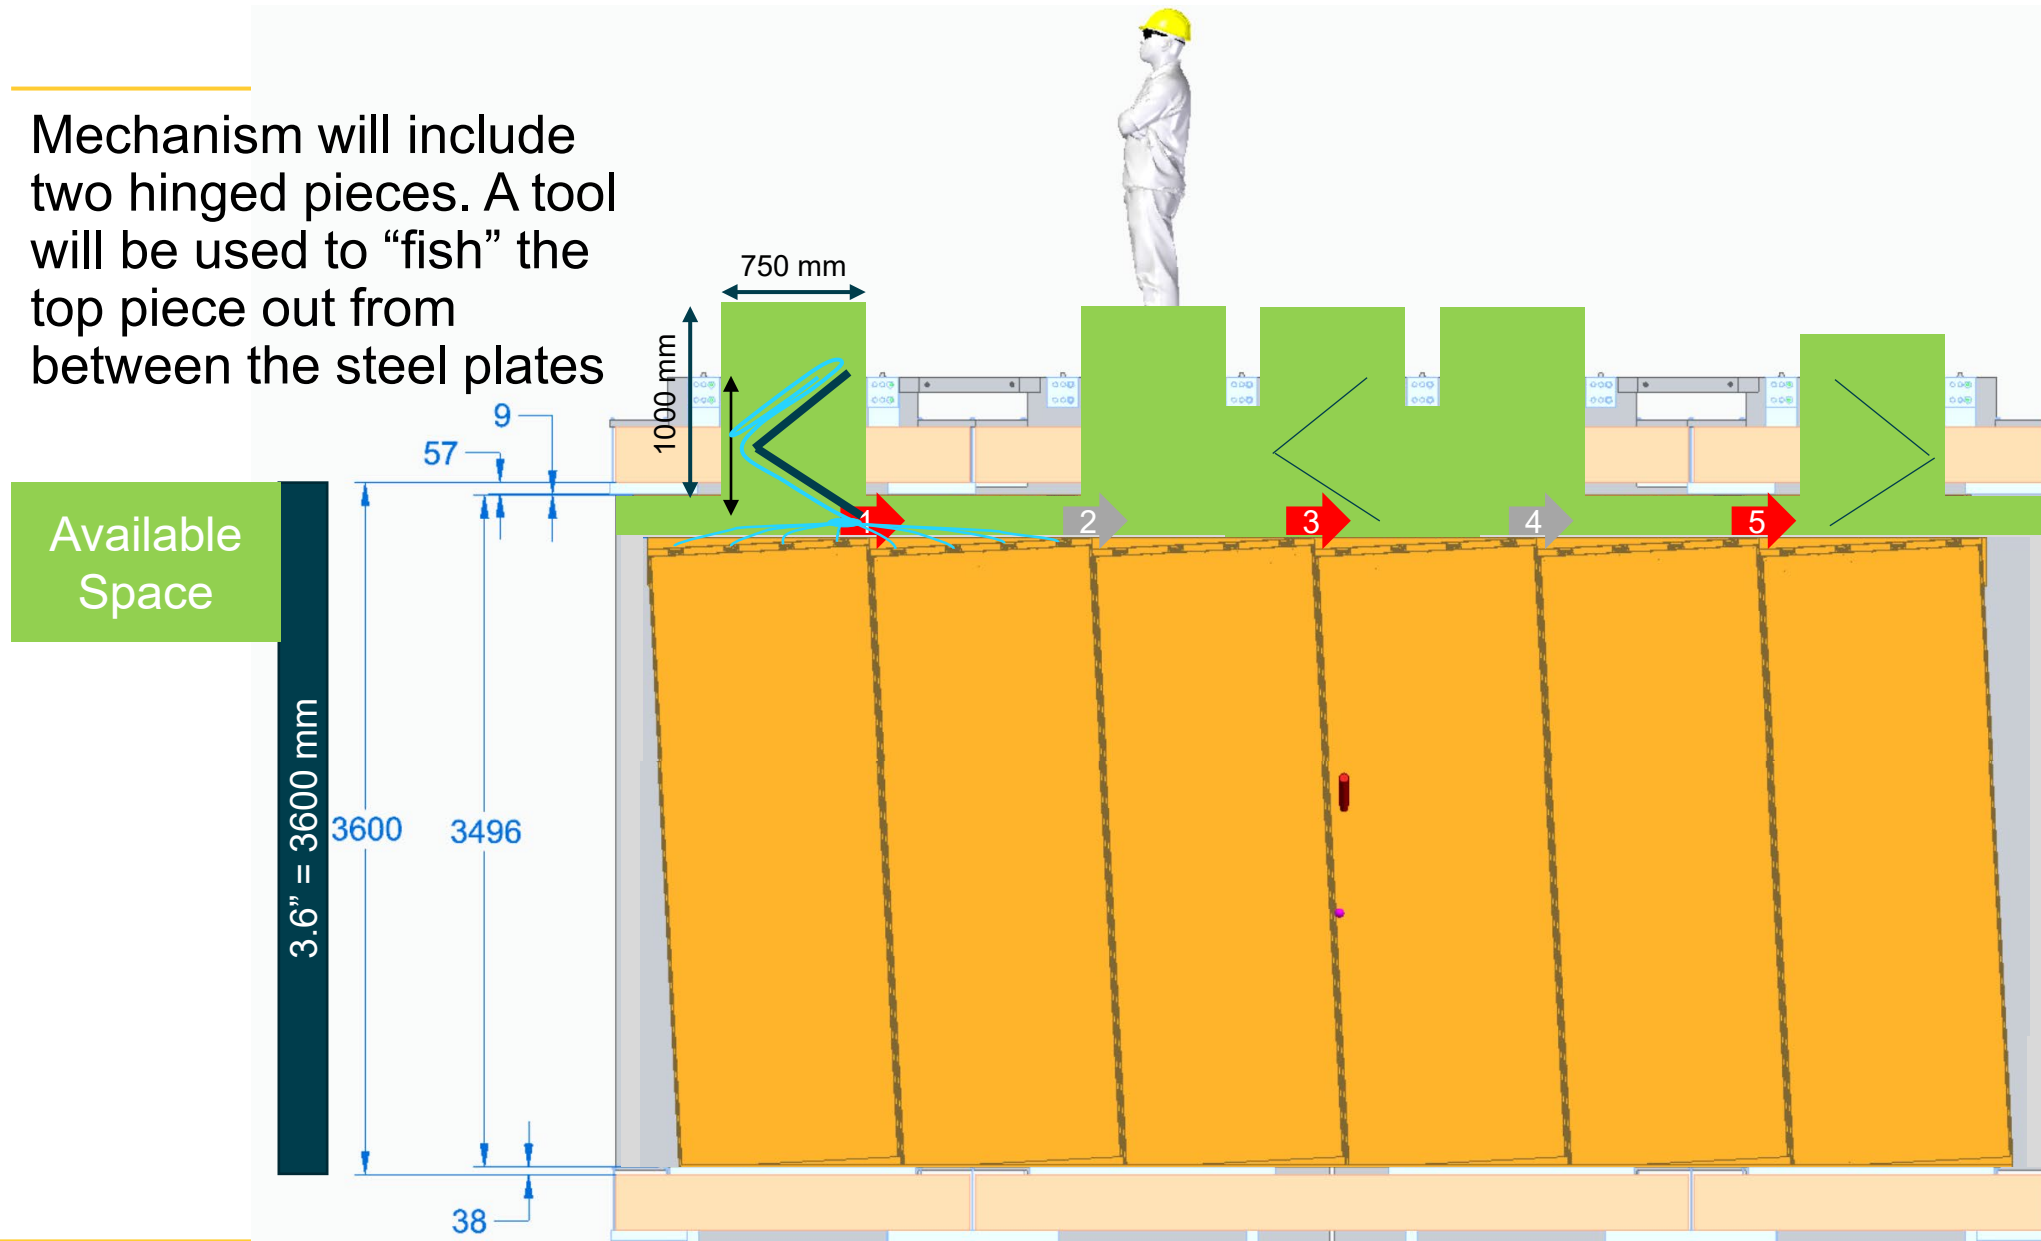 Mechanism will include
two hinged pieces. A tool
will be used to “fish” the
top piece out from
between the steel plates
750 mm
1000 mm
9
57
Available
Space
1
2
3
4
5
3.6” = 3600 mm
3600
3496
38